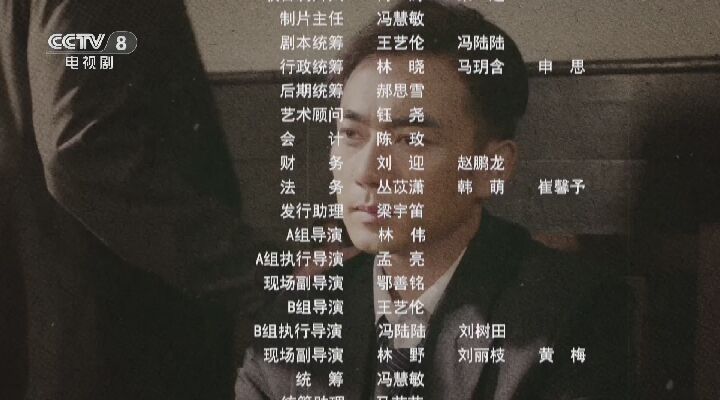 CCTV 8
电视剧
制片主任 冯慧敏
剧本统筹 王艺伦 冯陆陆
行政统筹 林 晓 马玥含 申 思
后期统筹 郝思雪
艺术顾问 钰 尧
会 计 陈 玫
财 务 刘 迎 赵鹏龙
法 务 丛苡潇 韩 萌 崔馨予
发行助理 梁宇笛
A组导演 林 伟
A组执行导演 孟 亮
现场副导演 鄂善铭
B组导演 王艺伦
B组执行导演 冯陆陆 刘树田
现场副导演 林 野 刘丽枝 黄 梅
统 筹 冯慧敏
统筹助理